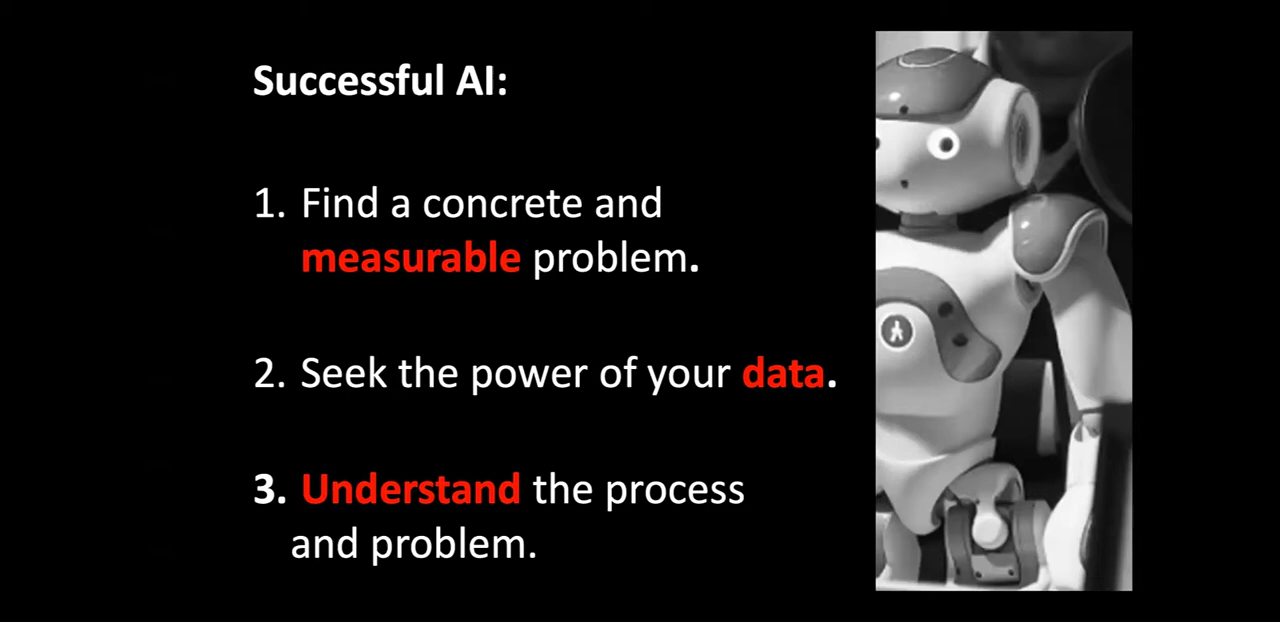 Successful AI:
1. Find a concrete and
measurable problem.
2. Seek the power of your data.
3. Understand the process
and problem.